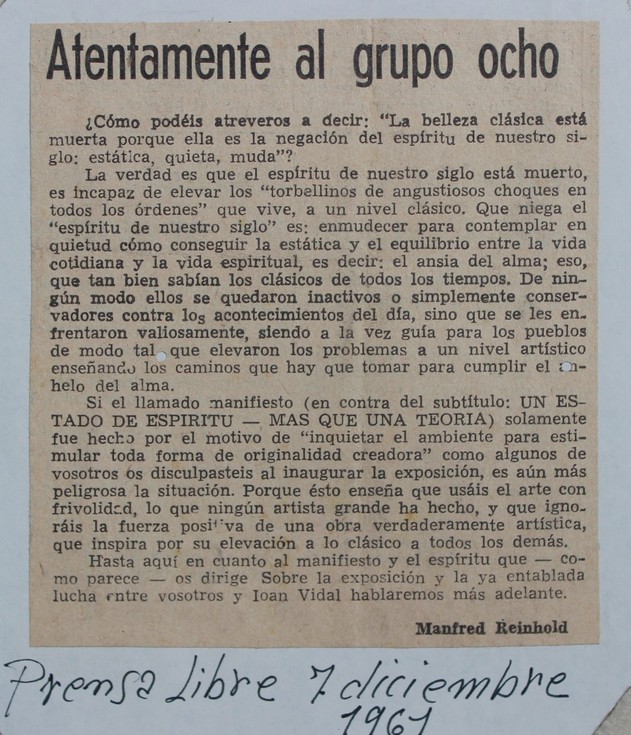 Atentamente al grupo ocho
¿Cómo podéis atreveros a decir: "La belleza clásica está
muerta porque ella es la negación del espíritu de nuestro si-
glo: estática, quieta, muda"?
La verdad es que el espíritu de nuestro siglo está muerto,
es incapaz de elevar los "torbellinos de angustiosos choques en
todos los órdenes" que vive, a un nivel clásico. Que niega el
"espíritu de nuestro siglo" es: enmudecer para contemplar en
quietud cómo conseguir la estática y el equilibrio entre la vida
cotidiana y la vida espiritual, es decir: el ansia del alma; eso,
que tan bien sabían los clásicos de todos los tiempos. De nin-
gún modo ellos se quedaron inactivos o simplemente conser-
vadores contra los acontecimientos del día, sino que se les en-
frentaron valiosamente, siendo a la vez guía para los pueblos
de modo tal que elevaron los problemas a un nivel artístico
enseñando los caminos que hay que tomar para cumplir el an-
helo del alma.
Si el llamado manifiesto (en contra del subtítulo: UN ES-
TADO DE ESPIRITU — MAS QUE UNA TEORIA) solamente
fue hecho por el motivo de "inquietar el ambiente para esti-
mular toda forma de originalidad creadora" como algunos de
vosotros os disculpasteis al inaugurar la exposición, es aún más
peligrosa la situación. Porque ésto enseña que usáis el arte con
frivolidad, lo que ningún artista grande ha hecho, y que igno-
ráis la fuerza positiva de una obra verdaderamente artística,
que inspira por su elevación a lo clásico a todos los demás.
Hasta aquí en cuanto al manifiesto y el espíritu que — co-
mo parece — os dirige Sobre la exposición y la ya entablada
lucha entre vosotros y Ioan Vidal hablaremos más adelante.
Manfred Reinhold
Prensa Libre 7 diciembre
1961